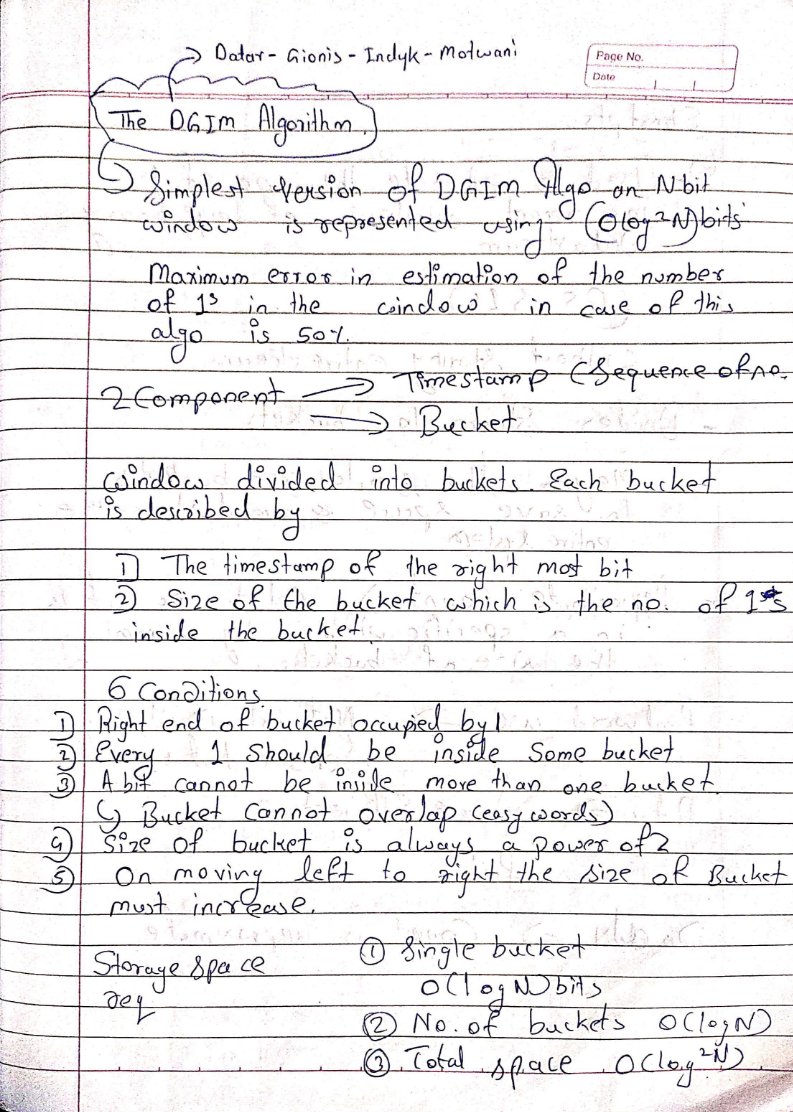 Datar - Gionis - Indyk - Motwani
Page No.
Date
The DGIM Algorithm.
Simplest version of DGIM Algo on N bit
window is represented using (O log²N) bits
Maximum error in estimation of the number
of 1s in the window in case of this
algo is 50%.
2 Component → Timestamp (Sequence of no.
→ Bucket
window divided into buckets. Each bucket
is described by
1) The timestamp of the right most bit
2) Size of the bucket which is the no. of 1's
inside the bucket.
6 Conditions
1) Right end of bucket occupied by 1
2) Every 1 should be inside some bucket
3) A bit cannot be inside more than one bucket.
↳ Bucket cannot overlap (easy words)
4) Size of bucket is always a power of 2
5) On moving left to right the size of Bucket
must increase.
Storage space
req
① Single bucket
O(log N) bits
② No. of buckets O(log N)
③ Total space O(log²N)